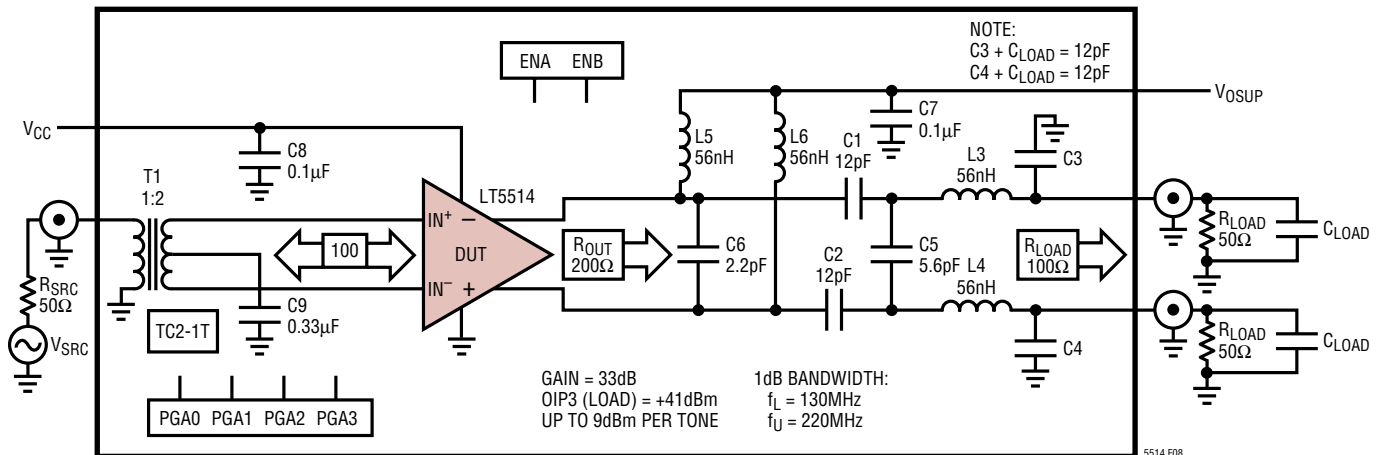 NOTE:
C3 + CLOAD = 12pF
C4 + CLOAD = 12pF
ENA ENB
VOSUP
VCC
C8
0.1µF
L5
56nH
L6
56nH
C7
0.1µF
C1
12pF
L3
56nH
C3
T1
1:2
LT5514
IN+ −
DUT
IN− +
100
ROUT
200Ω
C6
2.2pF
C2
12pF
C5
5.6pF
L4
56nH
RLOAD
100Ω
RLOAD
50Ω
CLOAD
RSRC
50Ω
VSRC
TC2-1T
C9
0.33µF
C4
RLOAD
50Ω
CLOAD
PGA0 PGA1 PGA2 PGA3
GAIN = 33dB
OIP3 (LOAD) = +41dBm
UP TO 9dBm PER TONE
1dB BANDWIDTH:
fL = 130MHz
fU = 220MHz
5514 F08